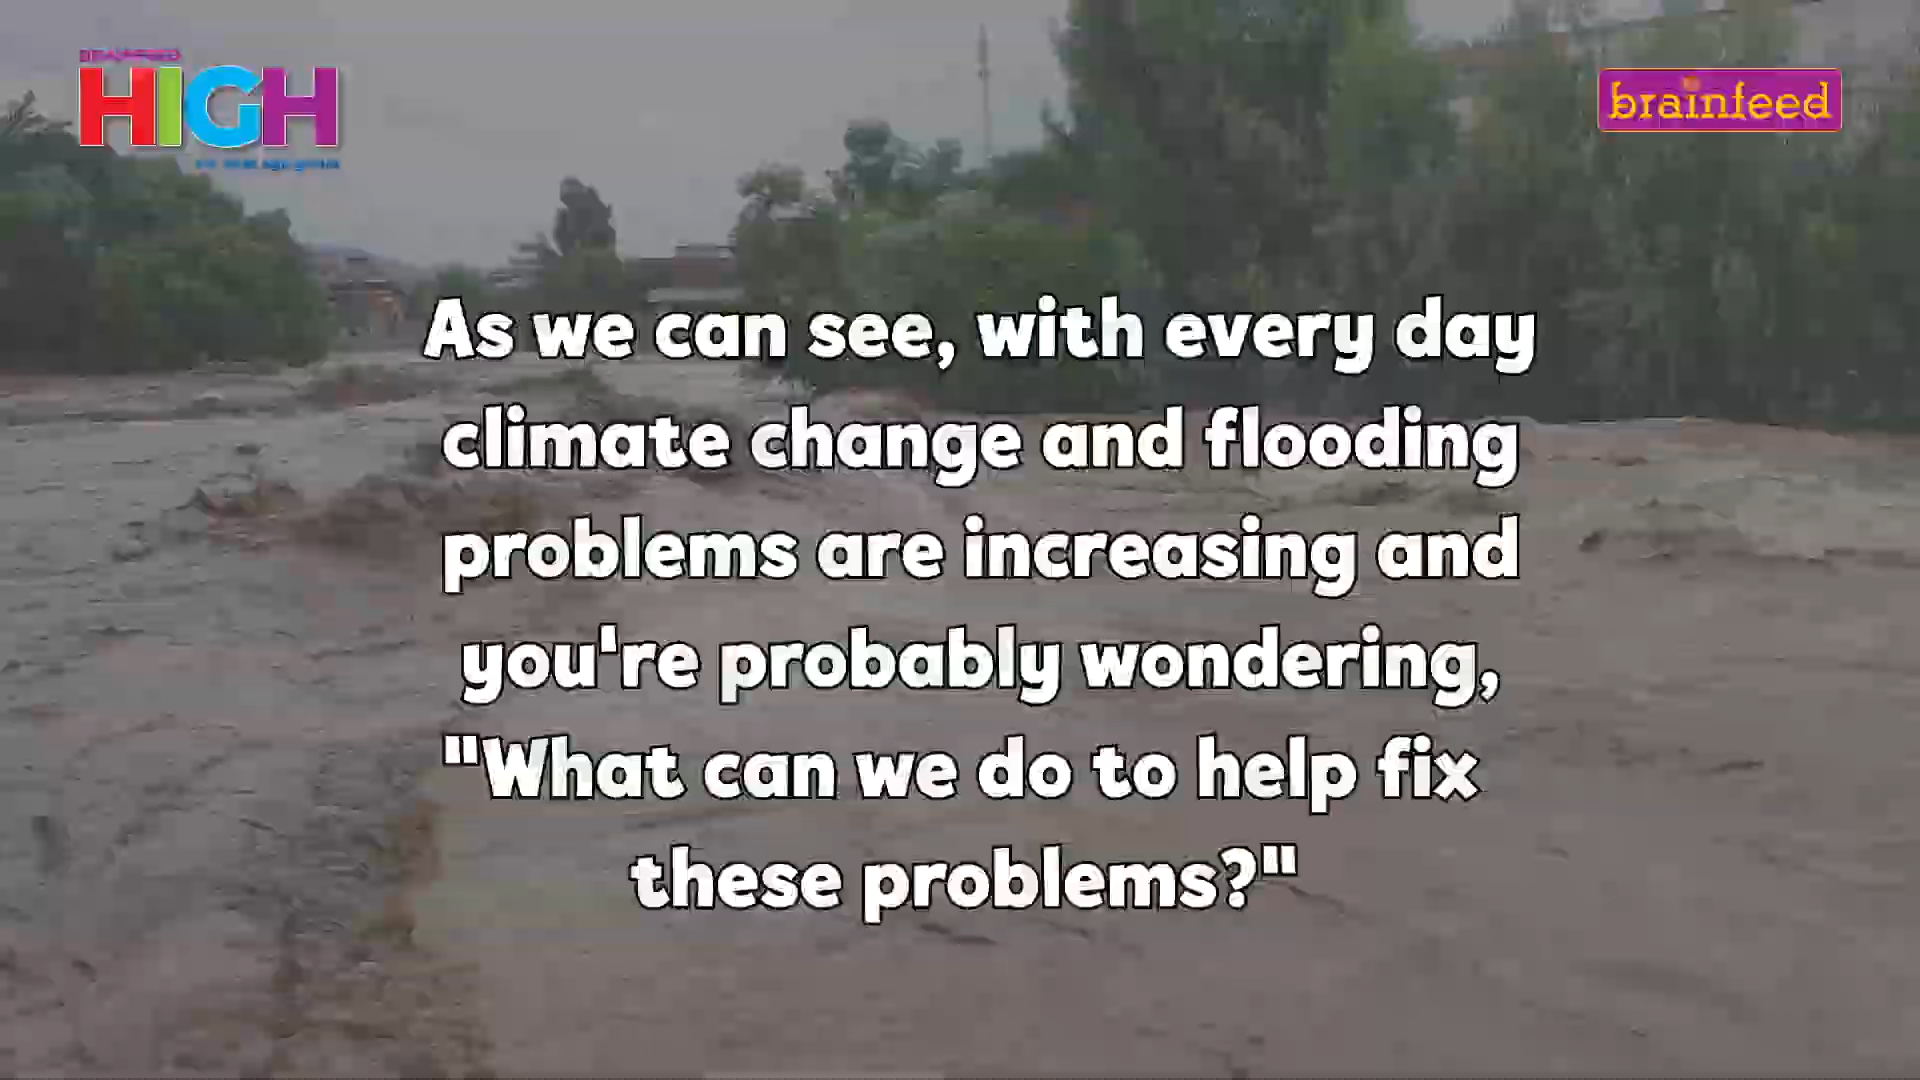 HIGH
brainfeed
As we can see, with every day
climate change and flooding
problems are increasing and
you're probably wondering,
"What can we do to help fix
these problems?"